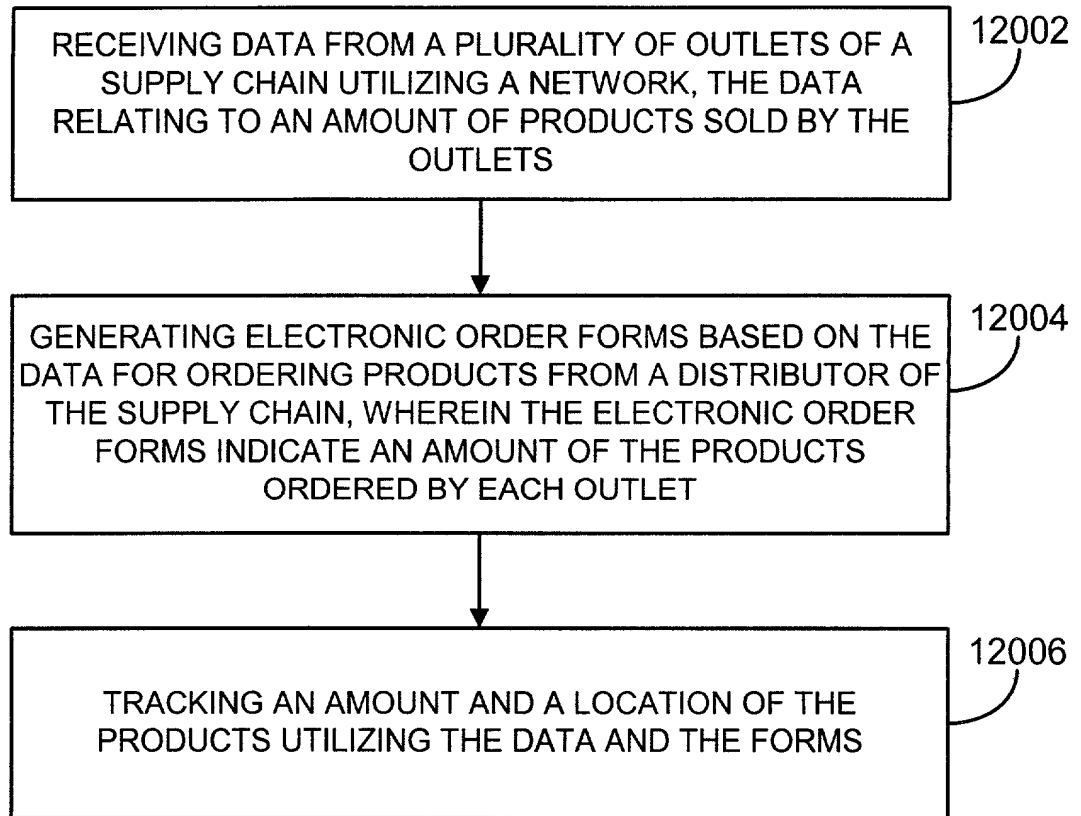 RECEIVING DATA FROM A PLURALITY OF OUTLETS OF A
SUPPLY CHAIN UTILIZING A NETWORK, THE DATA
RELATING TO AN AMOUNT OF PRODUCTS SOLD BY THE
OUTLETS
12002
GENERATING ELECTRONIC ORDER FORMS BASED ON THE
DATA FOR ORDERING PRODUCTS FROM A DISTRIBUTOR OF
THE SUPPLY CHAIN, WHEREIN THE ELECTRONIC ORDER
FORMS INDICATE AN AMOUNT OF THE PRODUCTS
ORDERED BY EACH OUTLET
12004
TRACKING AN AMOUNT AND A LOCATION OF THE
PRODUCTS UTILIZING THE DATA AND THE FORMS
12006